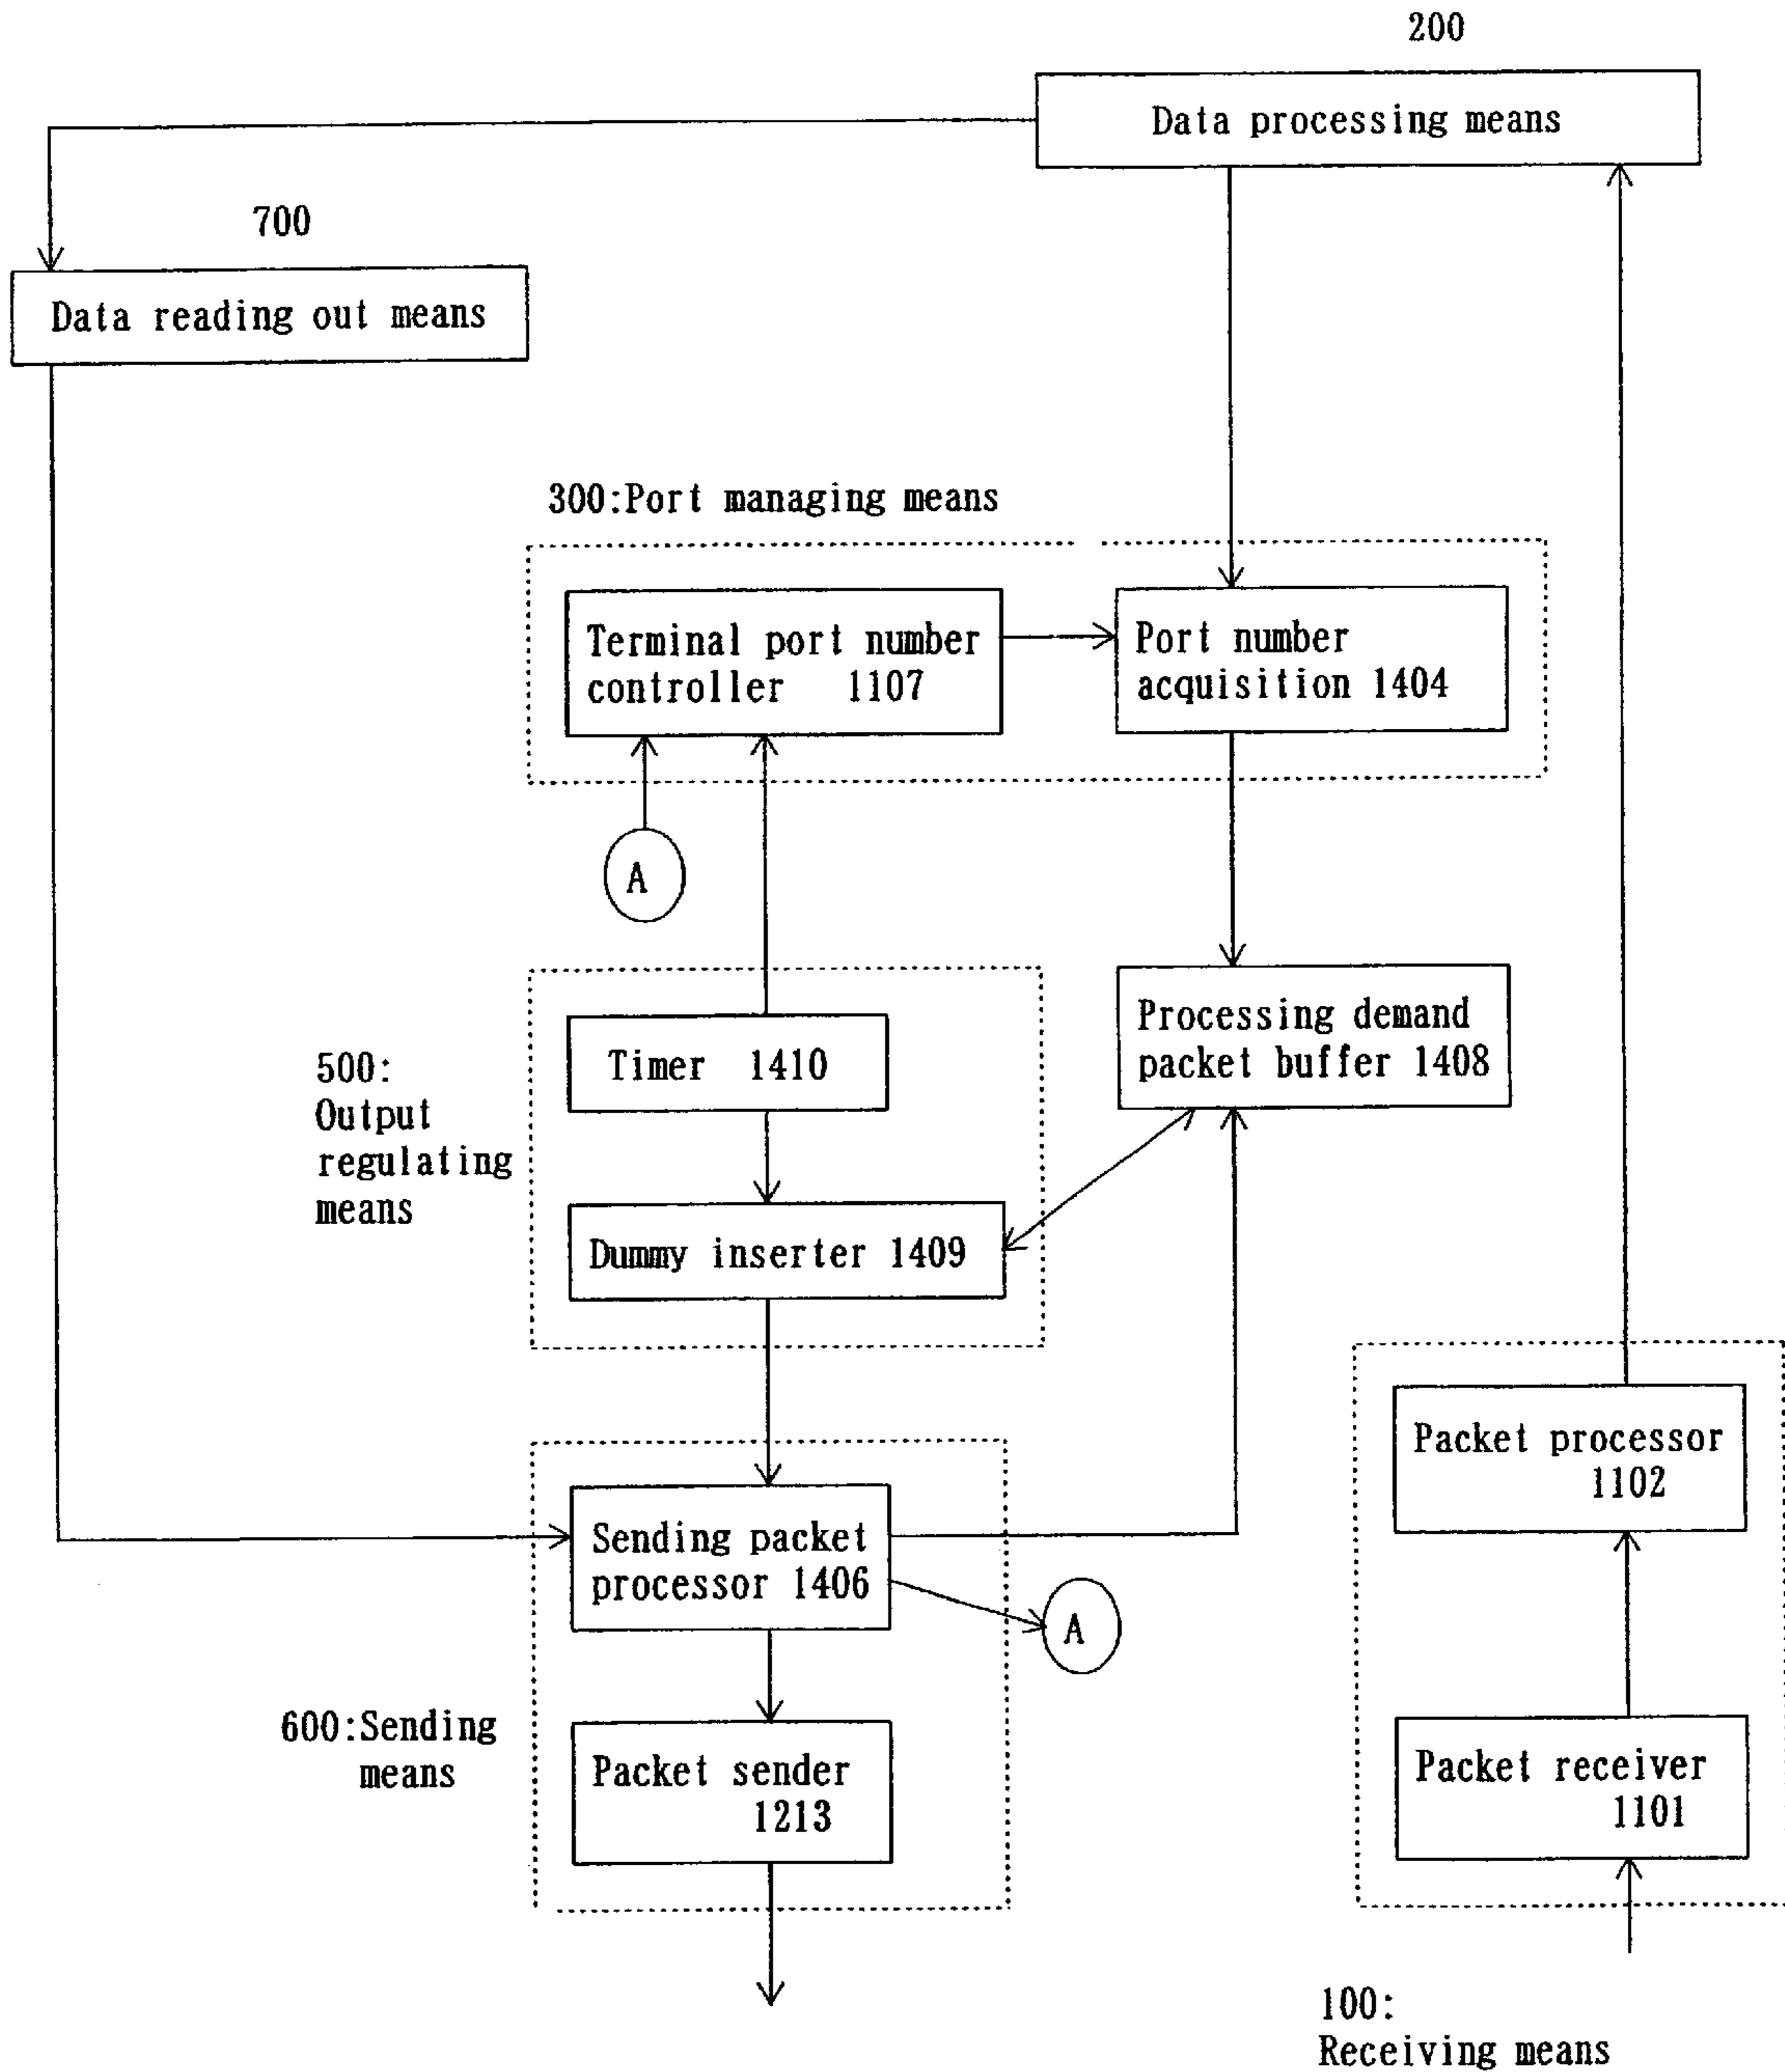 200
Data processing means
700
Data reading out means
300:Port managing means
Terminal port number
controller 1107
Port number
acquisition 1404
A
Processing demand
packet buffer 1408
500:
Output
regulating
means
Timer 1410
Dummy inserter 1409
Packet processor
1102
Sending packet
processor 1406
A
600:Sending
means
Packet sender
1213
Packet receiver
1101
100:
Receiving means